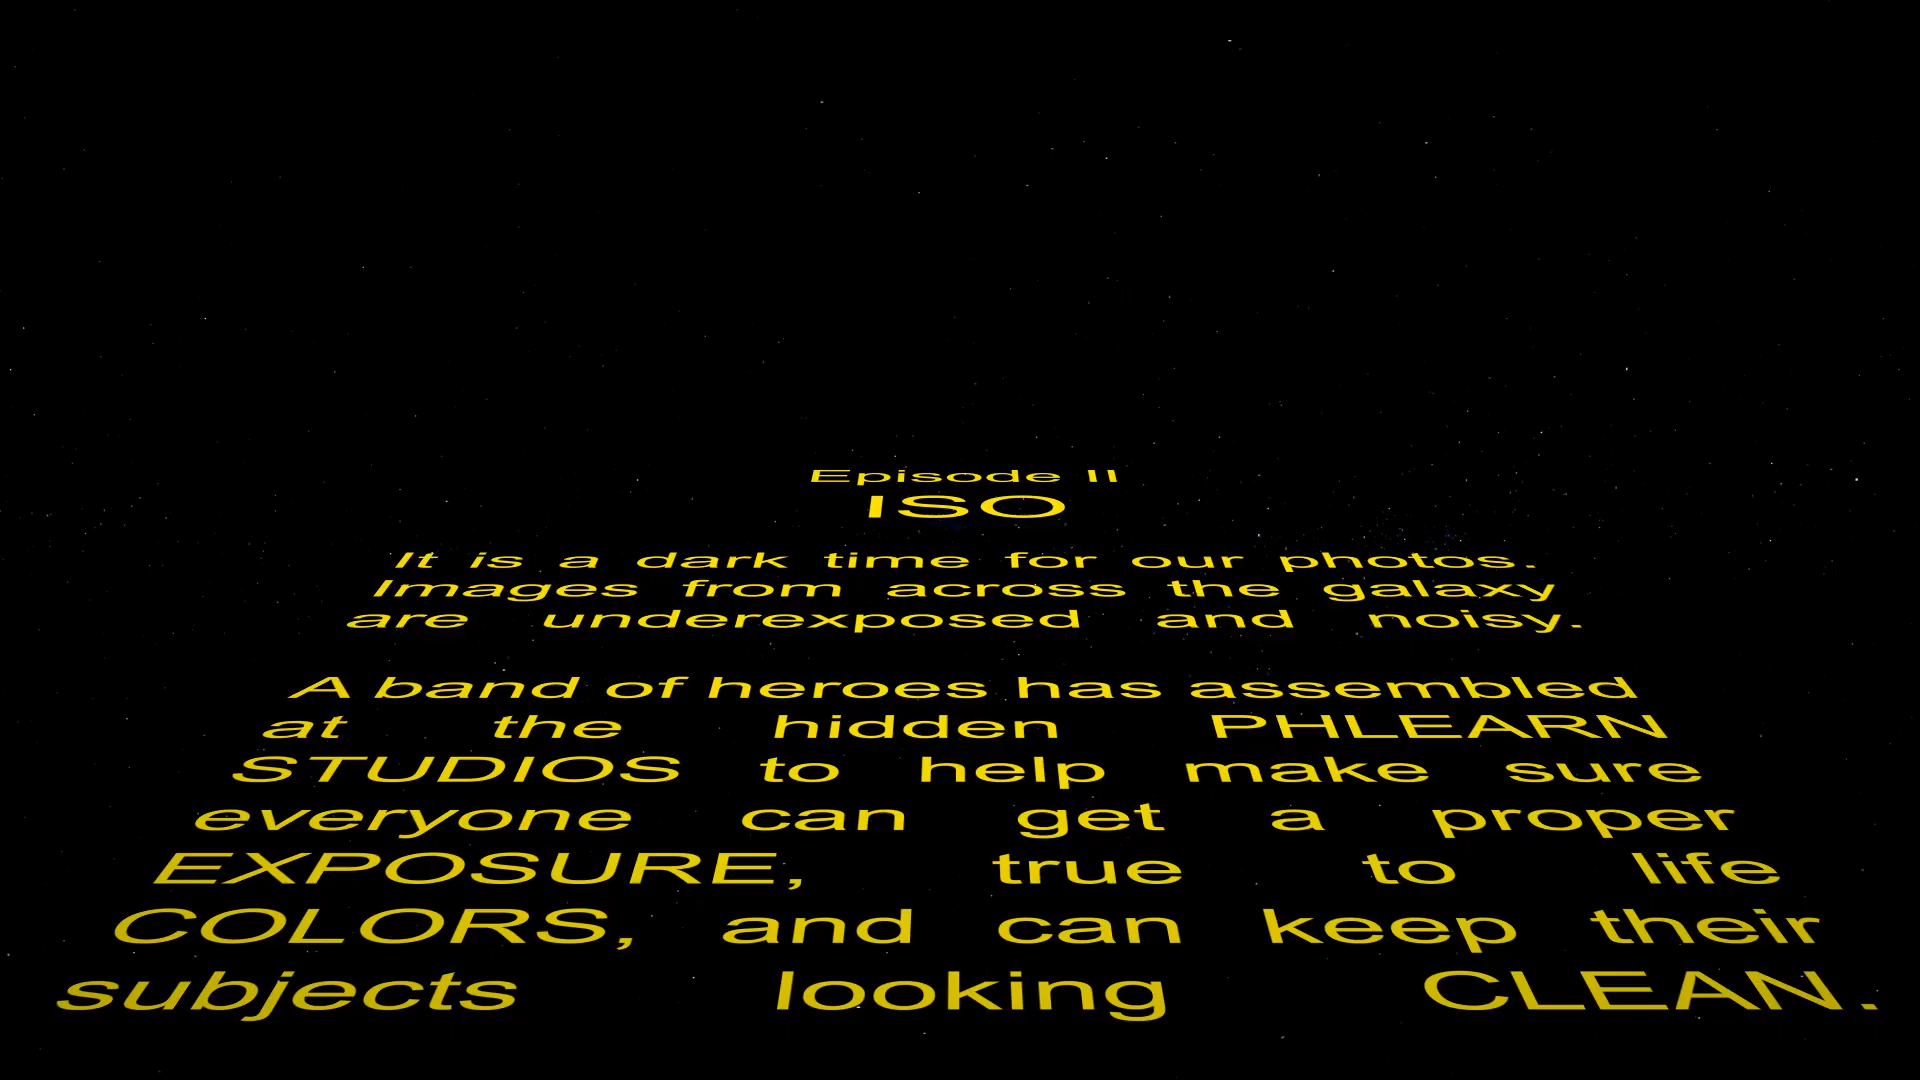 Episode II
ISO
It is a dark time for our photos.
Images from across the galaxy
are underexposed and noisy.
A band of heroes has assembled
at the hidden PHLEARN
STUDIOS to help make sure
everyone can get a proper
EXPOSURE, true to life
COLORS, and can keep their
subjects looking CLEAN.